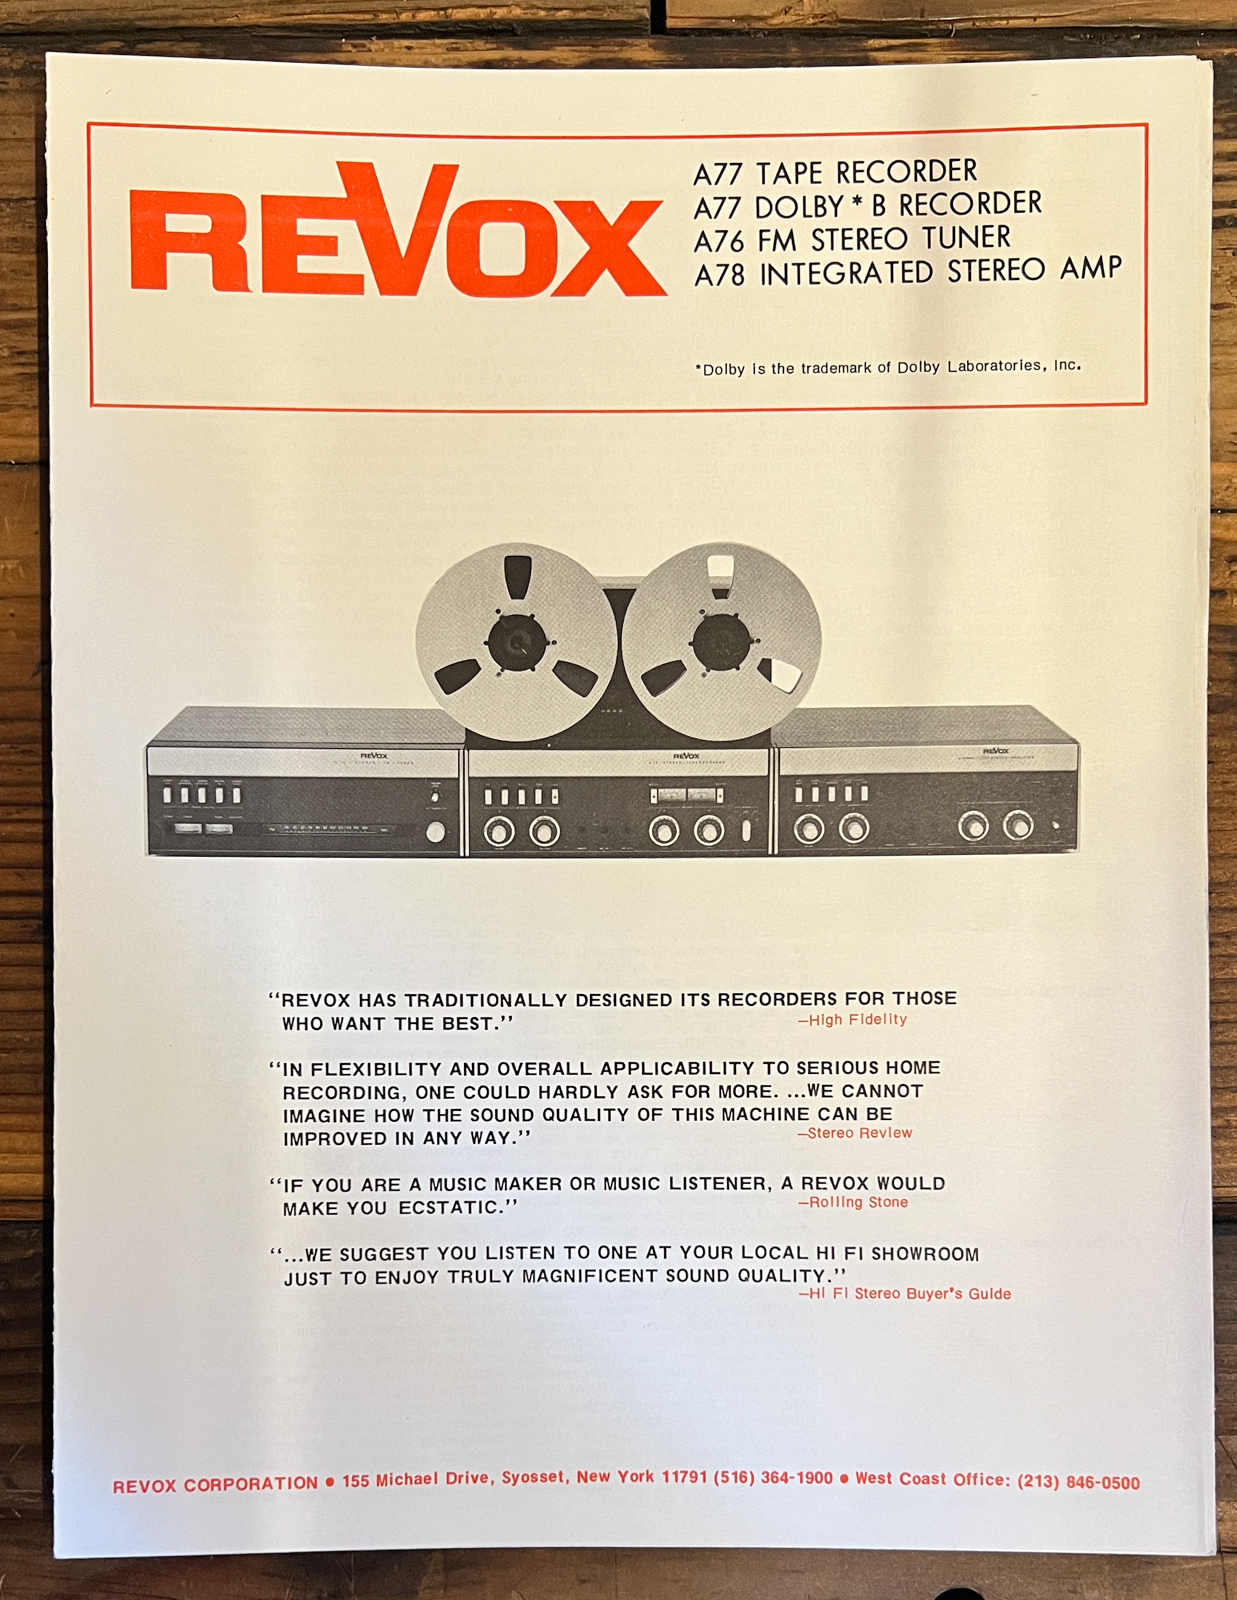 REVOX
A77 TAPE RECORDER
A77 DOLBY * B RECORDER
A76 FM STEREO TUNER
A78 INTEGRATED STEREO AMP
*Dolby is the trademark of Dolby Laboratories, Inc.
REVOX
REVOX
REVOX
“REVOX HAS TRADITIONALLY DESIGNED ITS RECORDERS FOR THOSE
WHO WANT THE BEST.”
—High Fidelity
“IN FLEXIBILITY AND OVERALL APPLICABILITY TO SERIOUS HOME
RECORDING, ONE COULD HARDLY ASK FOR MORE. ...WE CANNOT
IMAGINE HOW THE SOUND QUALITY OF THIS MACHINE CAN BE
IMPROVED IN ANY WAY.”
—Stereo Review
“IF YOU ARE A MUSIC MAKER OR MUSIC LISTENER, A REVOX WOULD
MAKE YOU ECSTATIC.”
—Rolling Stone
“...WE SUGGEST YOU LISTEN TO ONE AT YOUR LOCAL HI FI SHOWROOM
JUST TO ENJOY TRULY MAGNIFICENT SOUND QUALITY.”
—HI FI Stereo Buyer's Guide
REVOX CORPORATION ● 155 Michael Drive, Syosset, New York 11791 (516) 364-1900 ● West Coast Office: (213) 846-0500